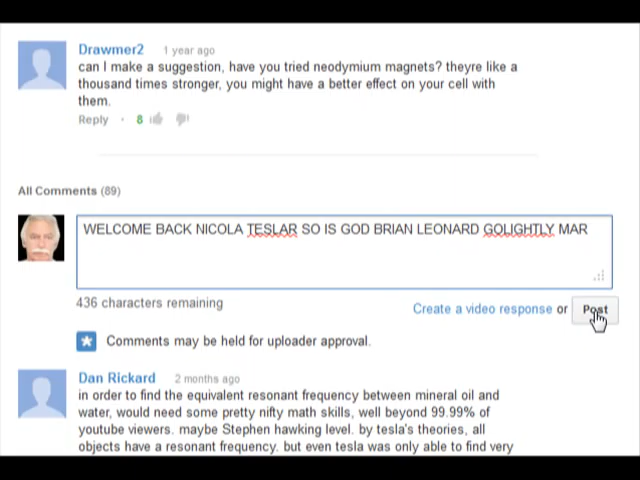 Drawmer2 1 year ago
can I make a suggestion, have you tried neodymium magnets? theyre like a
thousand times stronger, you might have a better effect on your cell with
them.
Reply · 8
All Comments (89)
WELCOME BACK NICOLA TESLAR SO IS GOD BRIAN LEONARD GOLIGHTLY MAR
436 characters remaining
Create a video response or Post
Comments may be held for uploader approval.
Dan Rickard 2 months ago
in order to find the equivalent resonant frequency between mineral oil and
water, would need some pretty nifty math skills, well beyond 99.99% of
youtube viewers. maybe Stephen hawking level. by tesla's theories, all
objects have a resonant frequency. but even tesla was only able to find very